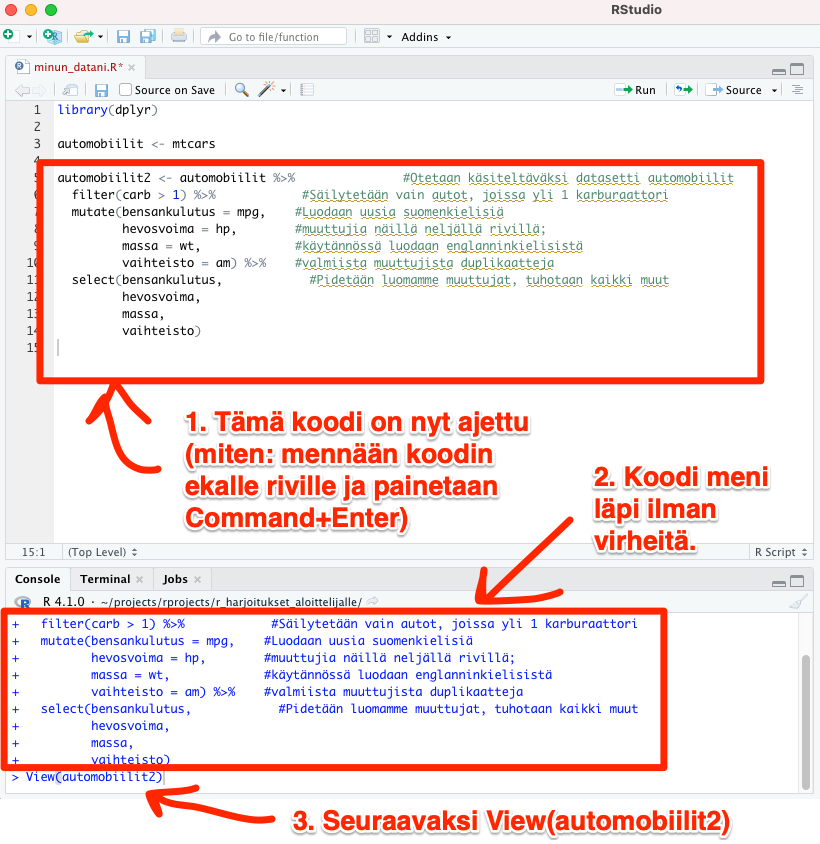 RStudio
Go to file/function
Addins
minun_datani.R*
Source on Save
Run
Source
1 library(dplyr)
2
3 automobiilit <- mtcars
4
5 automobiilit2 <- automobiilit %>% #Otetaan käsiteltäväksi datasetti automobiilit
6 filter(carb > 1) %>% #Säilytetään vain autot, joissa yli 1 karburaattori
7 mutate(bensankulutus = mpg, #Luodaan uusia suomenkielisiä
8 hevosvoima = hp, #muuttujia näillä neljällä rivillä;
9 massa = wt, #käytännössä luodaan englanninkielisistä
10 vaihteisto = am) %>% #valmiista muuttujista duplikaatteja
11 select(bensankulutus, #Pidetään luomamme muuttujat, tuhotaan kaikki muut
12 hevosvoima,
13 massa,
14 vaihteisto)
15
1. Tämä koodi on nyt ajettu
(miten: mennään koodin
ekalle riville ja painetaan
Command+Enter)
2. Koodi meni
läpi ilman
virheitä.
15:1 (Top Level) R Script
Console Terminal Jobs
R 4.1.0 · ~/projects/rprojects/r_harjoitukset_aloittelijalle/
+ filter(carb > 1) %>% #Säilytetään vain autot, joissa yli 1 karburaattori
+ mutate(bensankulutus = mpg, #Luodaan uusia suomenkielisiä
+ hevosvoima = hp, #muuttujia näillä neljällä rivillä;
+ massa = wt, #käytännössä luodaan englanninkielisistä
+ vaihteisto = am) %>% #valmiista muuttujista duplikaatteja
+ select(bensankulutus, #Pidetään luomamme muuttujat, tuhotaan kaikki muut
+ hevosvoima,
+ massa,
+ vaihteisto)
> View(automobiilit2)
3. Seuraavaksi View(automobiilit2)